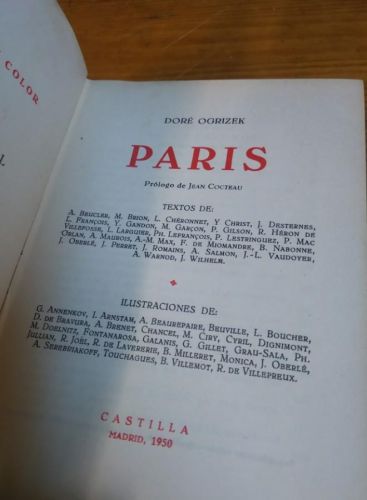 COLOR
DORÉ OGRIZEK
PARIS
Prólogo de JEAN COCTEAU
TEXTOS DE:
A. BEUCLER, M. BRION, L. CHÉRONNET, Y CHRIST, J. DESTERNES,
L. FRANÇOIS, Y. GANDON, M. GARÇON, P. GILSON, R. HÉRON DE
VILLEFOSSE, L. LARGUIER, PH. LEFRANÇOIS, P. LESTRINGUEZ, P. MAC
ORLAN, A. MAUROIS, A.-M. MAX, F. DE MIOMANDRE, B. NABONNE,
J. OBERLÉ, J. PERRET, J. ROMAINS, A. SALMON, J.-L. VAUDOYER,
A. WARNOD, J. WILHELM.
ILUSTRACIONES DE:
G. ANNENKOV, J. ARNSTAM, A. BEAUREPAIRE, BEUVILLE, L. BOUCHER,
D. DE BRAVURA, A. BRENET, CHANCEL, M. CIRY, CYRIL, DIGNIMONT,
M. DOELNITZ, FONTANAROSA, GALANIS, G. GILLET, GRAU-SALA, PH.
JULLIAN, R. JOËL, R. DE LAVERERIE, B. MILLERET, MONICA, J. OBERLÉ,
A. SEREBRIAKOFF, TOUCHAGUES, B. VILLEMOT, R. DE VILLEPREUX.
CASTILLA
MADRID, 1950